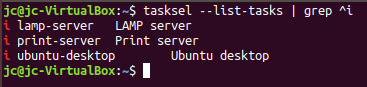 jc@jc-VirtualBox:~$ tasksel --list-tasks | grep ^i
i lamp-server	LAMP server
i print-server	Print server
i ubuntu-desktop	Ubuntu desktop
jc@jc-VirtualBox:~$